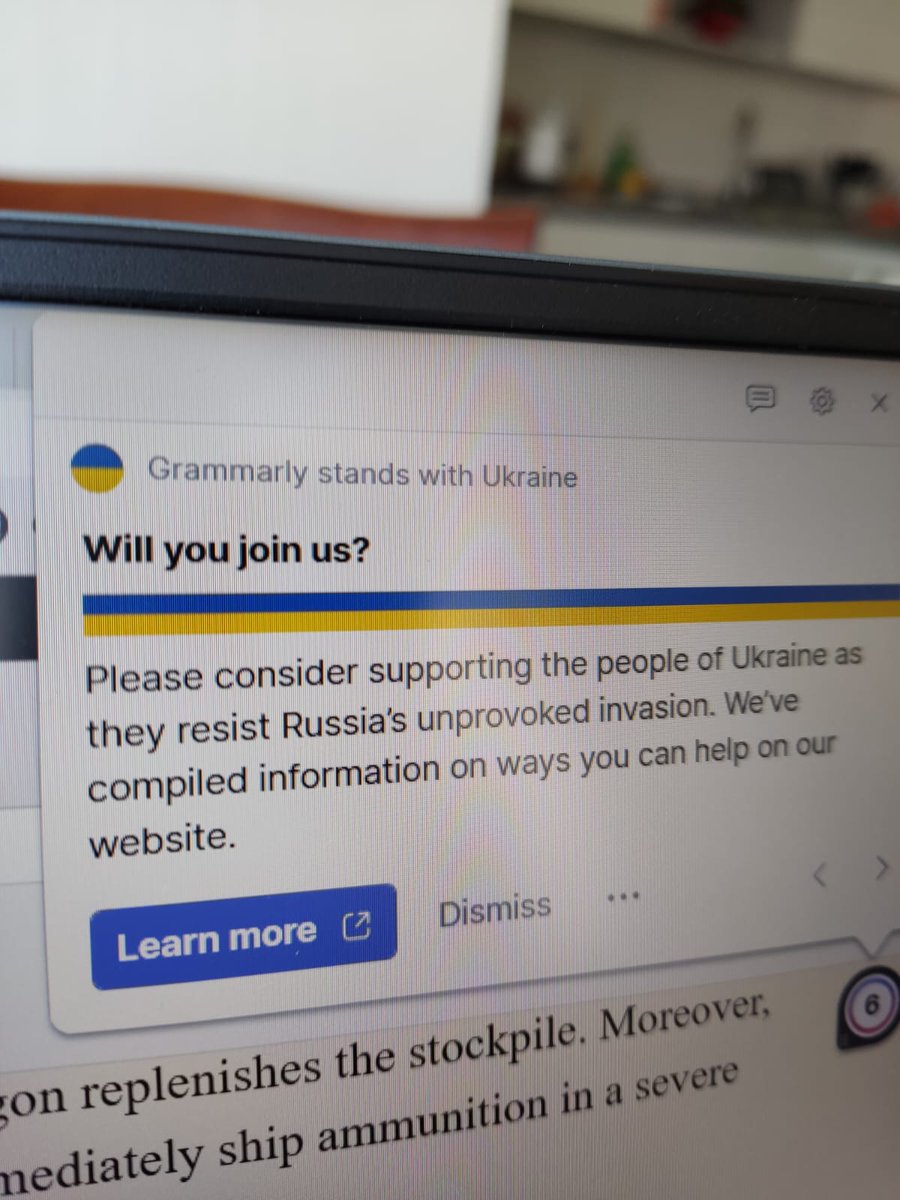 Grammarly stands with Ukraine
Will you join us?
Please consider supporting the people of Ukraine as
they resist Russia's unprovoked invasion. We've
compiled information on ways you can help on our
website.
Learn more
Dismiss
6
gon replenishes the stockpile. Moreover,
mediately ship ammunition in a severe